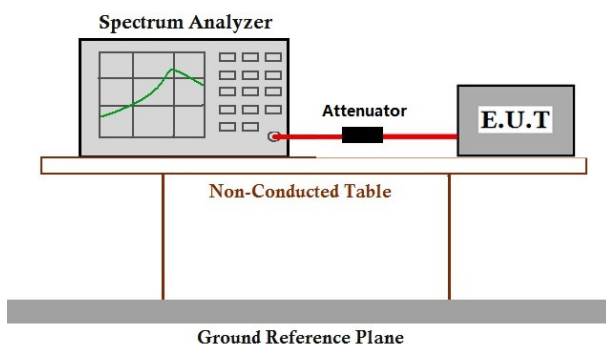 Spectrum Analyzer
Attenuator
E.U.T
Non-Conducted Table
Ground Reference Plane